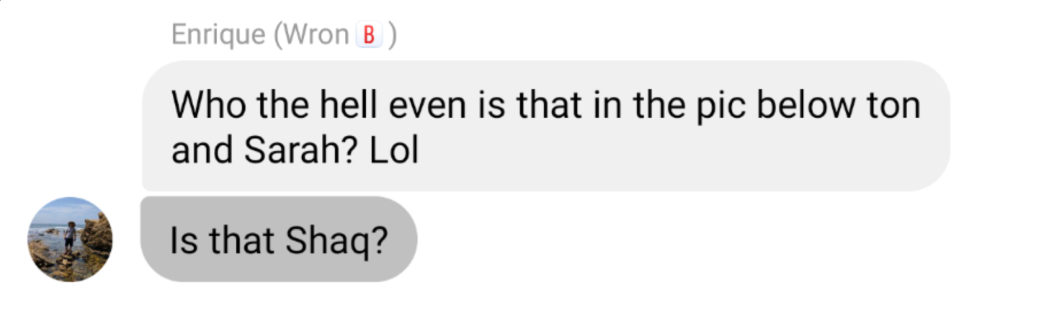 Enrique (Wron B )
Who the hell even is that in the pic below ton
and Sarah? Lol
Is that Shaq?